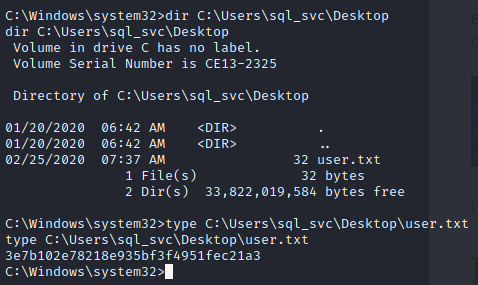 C:\Windows\system32>dir C:\Users\sql_svc\Desktop
dir C:\Users\sql_svc\Desktop
 Volume in drive C has no label.
 Volume Serial Number is CE13-2325

 Directory of C:\Users\sql_svc\Desktop

01/20/2020  06:42 AM    <DIR>          .
01/20/2020  06:42 AM    <DIR>          ..
02/25/2020  07:37 AM                32 user.txt
               1 File(s)             32 bytes
               2 Dir(s)  33,822,019,584 bytes free

C:\Windows\system32>type C:\Users\sql_svc\Desktop\user.txt
type C:\Users\sql_svc\Desktop\user.txt
3e7b102e78218e935bf3f4951fec21a3
C:\Windows\system32>